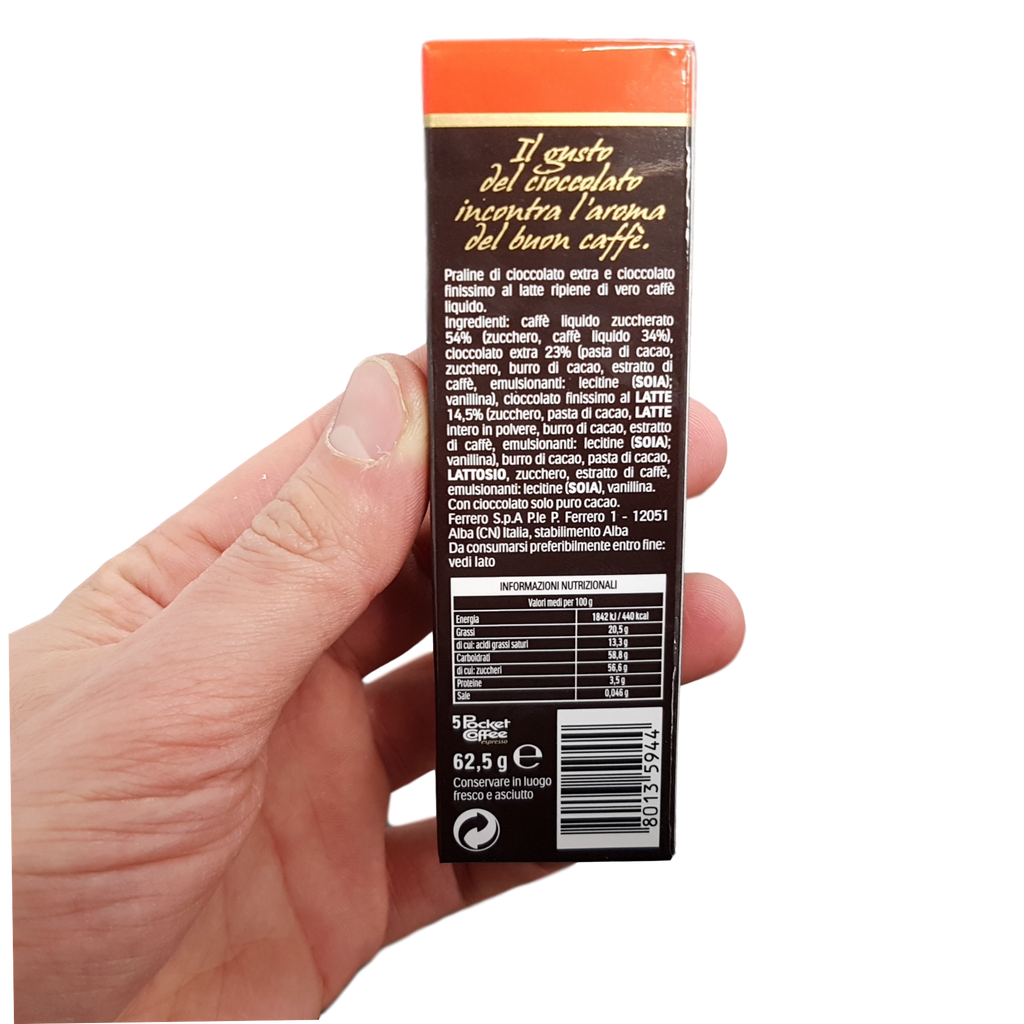 Il gusto
del cioccolato
incontra l'aroma
del buon caffè.
Praline di cioccolato extra e cioccolato
finissimo al latte ripiene di vero caffè
liquido.
Ingredienti: caffè liquido zuccherato
54% (zucchero, caffè liquido 34%),
cioccolato extra 23% (pasta di cacao,
zucchero, burro di cacao, estratto di
caffè, emulsionanti: lecitine (SOIA);
vanillina), cioccolato finissimo al LATTE
14,5% (zucchero, pasta di cacao, LATTE
Intero in polvere, burro di cacao, estratto
di caffè, emulsionanti: lecitine (SOIA);
vanillina), burro di cacao, pasta di cacao,
LATTOSIO, zucchero, estratto di caffè,
emulsionanti: lecitine (SOIA), vanillina.
Con cioccolato solo puro cacao.
Ferrero S.p.A P.le P. Ferrero 1 - 12051
Alba (CN) Italia, stabilimento Alba
Da consumarsi preferibilmente entro fine:
vedi lato
INFORMAZIONI NUTRIZIONALI
Valori medi per 100 g
Energia 1842 kJ / 440 kcal
Grassi 20,5 g
di cui: acidi grassi saturi 13,3 g
Carboidrati 58,8 g
di cui: zuccheri 56,6 g
Proteine 3,5 g
Sale 0,046 g
5 Pocket
Coffee
espresso
62,5 g e
Conservare in luogo
fresco e asciutto
8013 5944